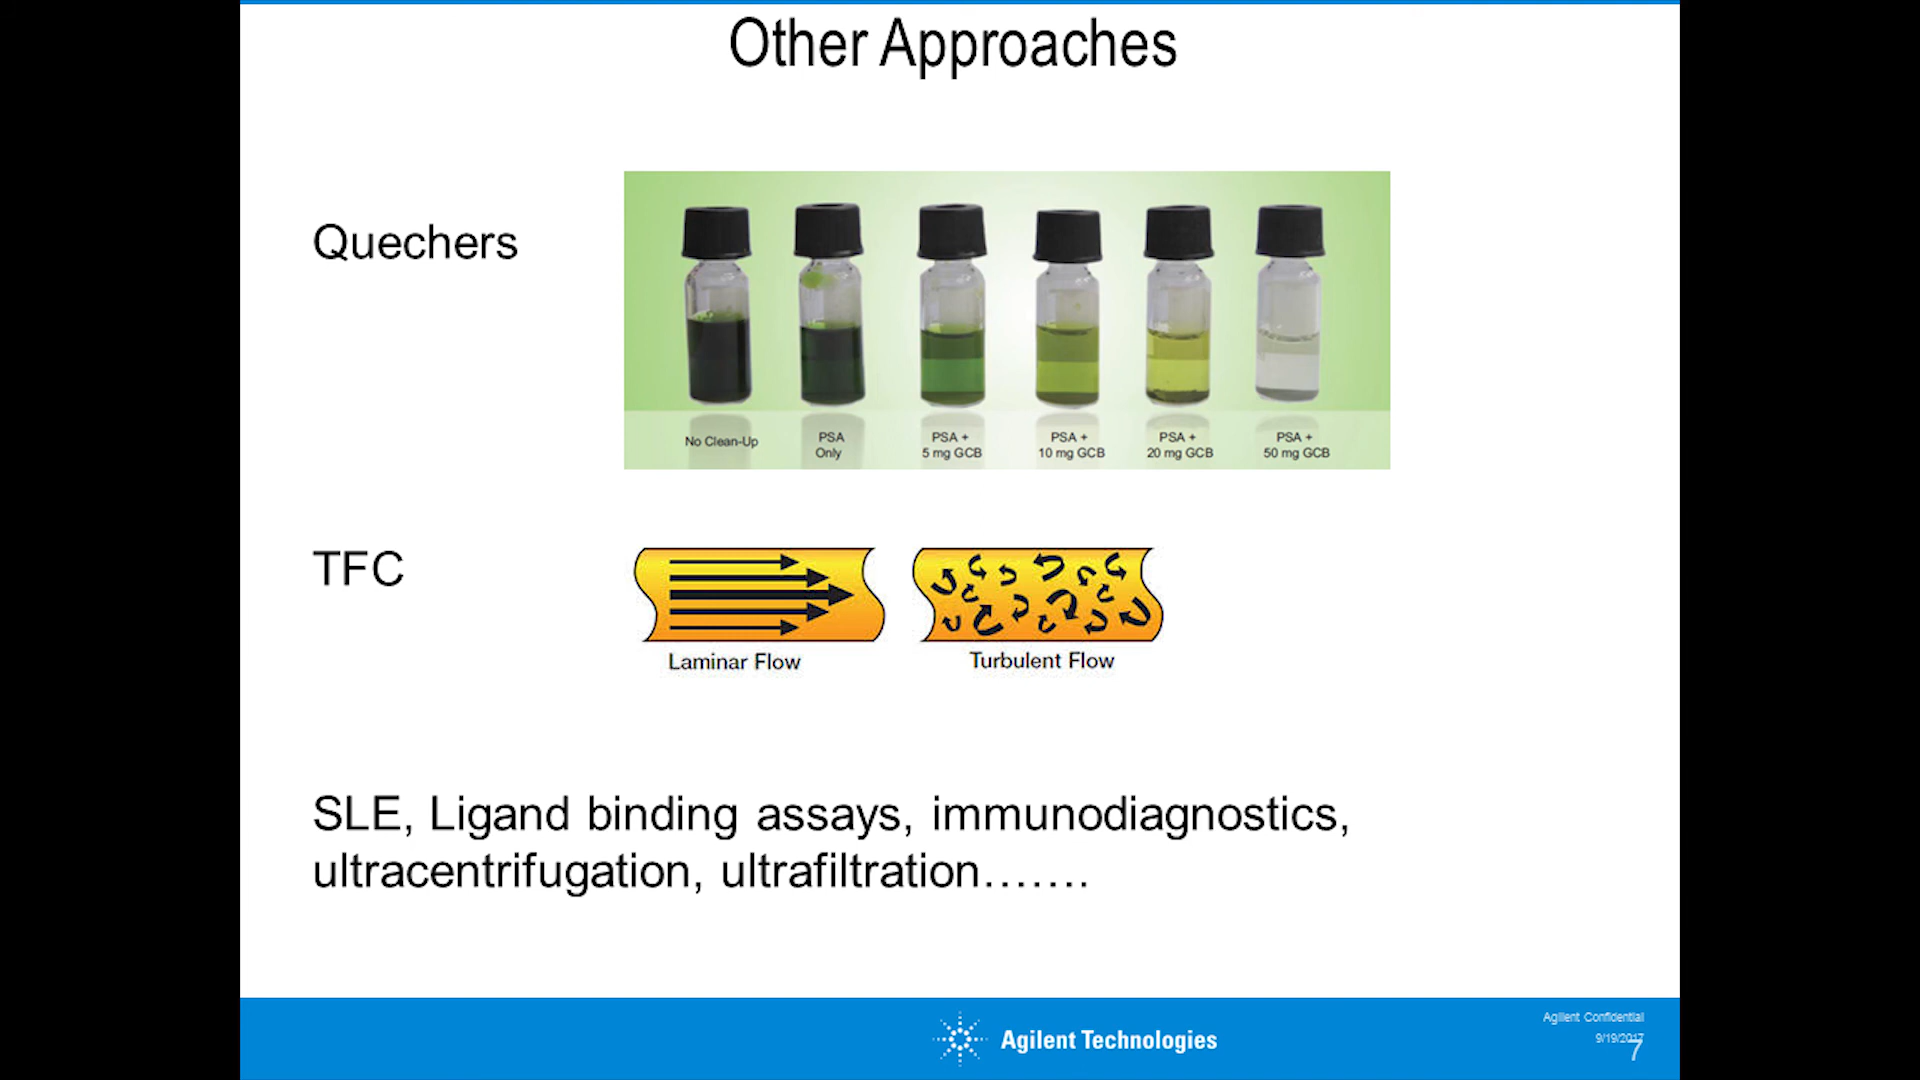 Other Approaches
Quechers
No Clean-Up
PSA
Only
PSA +
5 mg GCB
PSA +
10 mg GCB
PSA +
20 mg GCB
PSA +
50 mg GCB
TFC
Laminar Flow
Turbulent Flow
SLE, Ligand binding assays, immunodiagnostics,
ultracentrifugation, ultrafiltration…….
Agilent Technologies
Agilent Confidential
9/19/2017
7